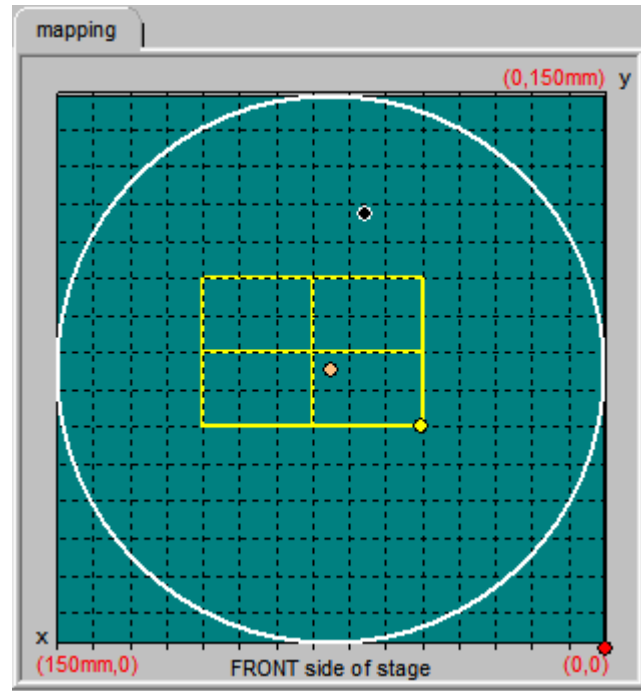 mapping
(0,150mm) y
x
(150mm,0) FRONT side of stage (0,0)